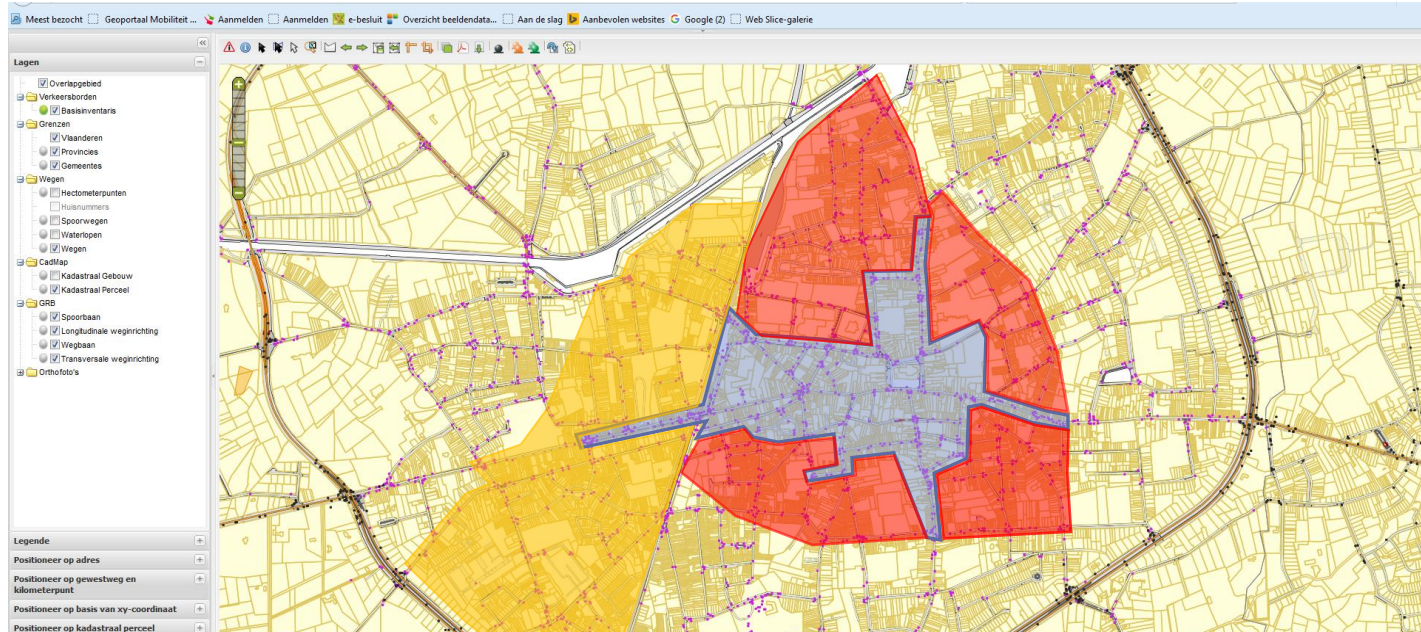 Meest bezocht Geoportaal Mobiliteit ... Aanmelden Aanmelden e-besluit Overzicht beeldendata... Aan de slag Aanbevolen websites Google (2) Web Slice-galerie
Lagen
Overlapgebied
Verkeersborden
Basisinventaris
Grenzen
Vlaanderen
Provincies
Gemeentes
Wegen
Hectometerpunten
Huisnummers
Spoorwegen
Waterlopen
Wegen
CadMap
Kadastraal Gebouw
Kadastraal Perceel
GRB
Spoorbaan
Longitudinale weginrichting
Wegbaan
Transversale weginrichting
Orthofoto's
Legende
Positioneer op adres
Positioneer op gewestweg en
kilometerpunt
Positioneer op basis van xy-coordinaat
Positioneer op kadastraal perceel